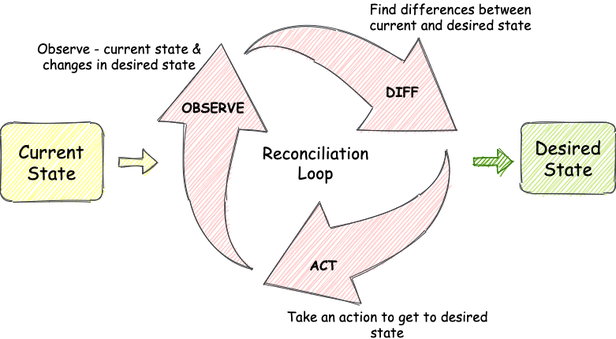 Find differences between
current and desired state
Observe - current state &
changes in desired state
OBSERVE
DIFF
Current
State
Reconciliation
Loop
Desired
State
ACT
Take an action to get to desired
state